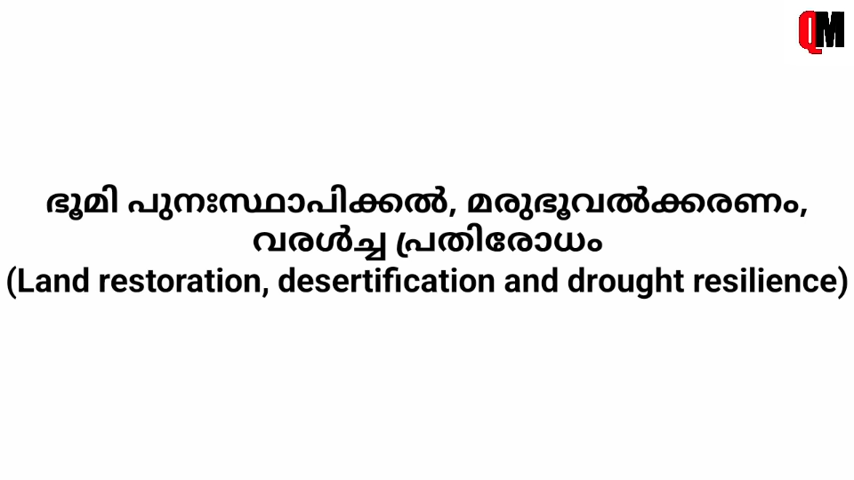 QM
ഭൂമി പുനഃസ്ഥാപിക്കൽ, മരുഭൂവൽക്കരണം,
വരൾച്ച പ്രതിരോധം
(Land restoration, desertification and drought resilience)